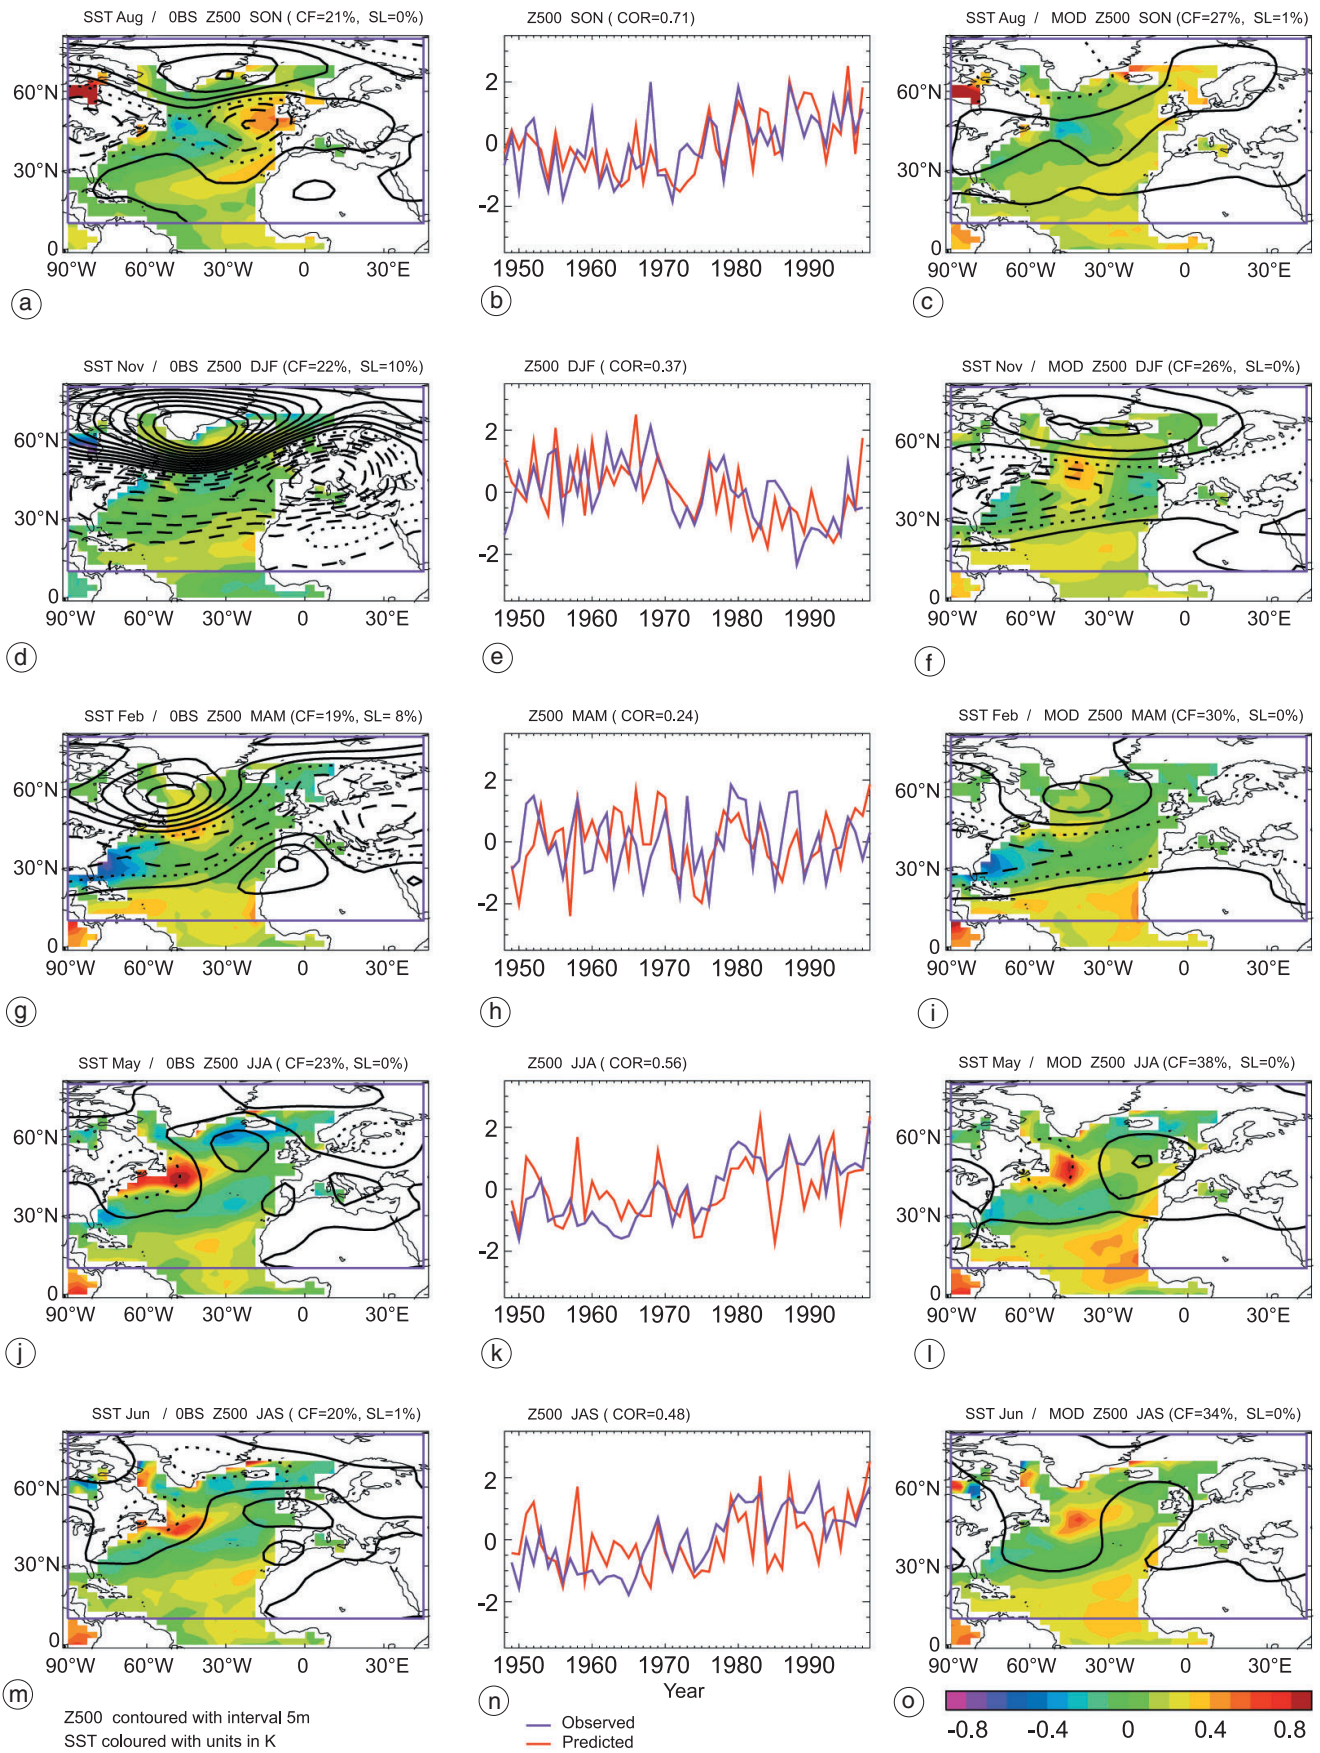 SST Aug / 0BS Z500 SON ( CF=21%, SL=0%)
Z500 SON ( COR=0.71)
SST Aug / MOD Z500 SON (CF=27%, SL=1%)
60°N
30°N
0
90°W 60°W 30°W 0 30°E
2
0
-2
1950 1960 1970 1980 1990
60°N
30°N
0
90°W 60°W 30°W 0 30°E
a
b
c
SST Nov / 0BS Z500 DJF (CF=22%, SL=10%)
Z500 DJF ( COR=0.37)
SST Nov / MOD Z500 DJF (CF=26%, SL=0%)
60°N
30°N
0
90°W 60°W 30°W 0 30°E
2
0
-2
1950 1960 1970 1980 1990
60°N
30°N
0
90°W 60°W 30°W 0 30°E
d
e
f
SST Feb / 0BS Z500 MAM (CF=19%, SL= 8%)
Z500 MAM ( COR=0.24)
SST Feb / MOD Z500 MAM (CF=30%, SL=0%)
60°N
30°N
0
90°W 60°W 30°W 0 30°E
2
0
-2
1950 1960 1970 1980 1990
60°N
30°N
0
90°W 60°W 30°W 0 30°E
g
h
i
SST May / 0BS Z500 JJA ( CF=23%, SL=0%)
Z500 JJA ( COR=0.56)
SST May / MOD Z500 JJA (CF=38%, SL=0%)
60°N
30°N
0
90°W 60°W 30°W 0 30°E
2
0
-2
1950 1960 1970 1980 1990
60°N
30°N
0
90°W 60°W 30°W 0 30°E
j
k
l
SST Jun / 0BS Z500 JAS ( CF=20%, SL=1%)
Z500 JAS ( COR=0.48)
SST Jun / MOD Z500 JAS (CF=34%, SL=0%)
60°N
30°N
0
90°W 60°W 30°W 0 30°E
2
0
-2
1950 1960 1970 1980 1990
Year
60°N
30°N
0
90°W 60°W 30°W 0 30°E
m
n
o
Z500 contoured with interval 5m
SST coloured with units in K
Observed
Predicted
-0.8 -0.4 0 0.4 0.8